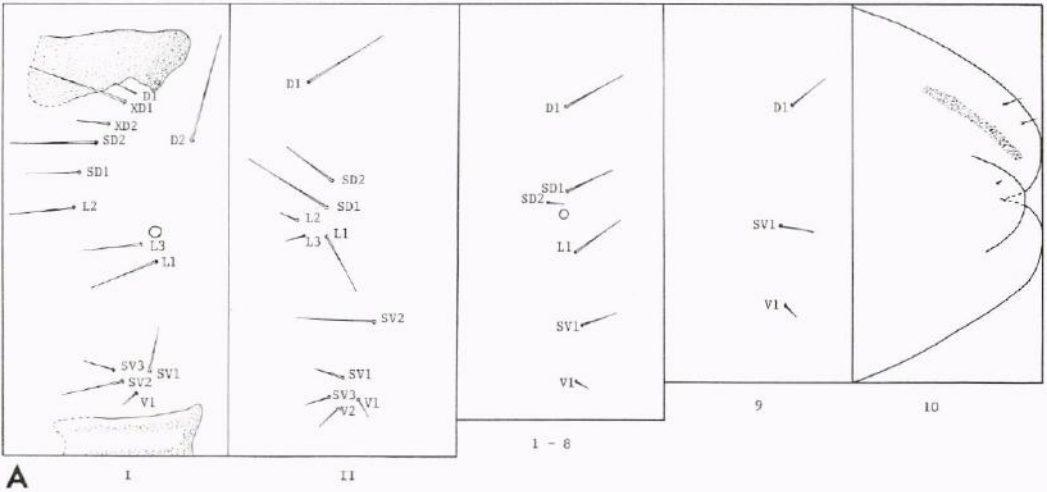 D1
XD1
XD2
SD2
D2
SD1
L2
L3
L1
SV3
SV1
SV2
V1
D1
SD2
SD1
L2
L3
L1
SV2
SV1
SV3
V1
V2
D1
SD1
SD2
L1
SV1
V1
D1
SV1
V1
A
I
II
1 - 8
9
10